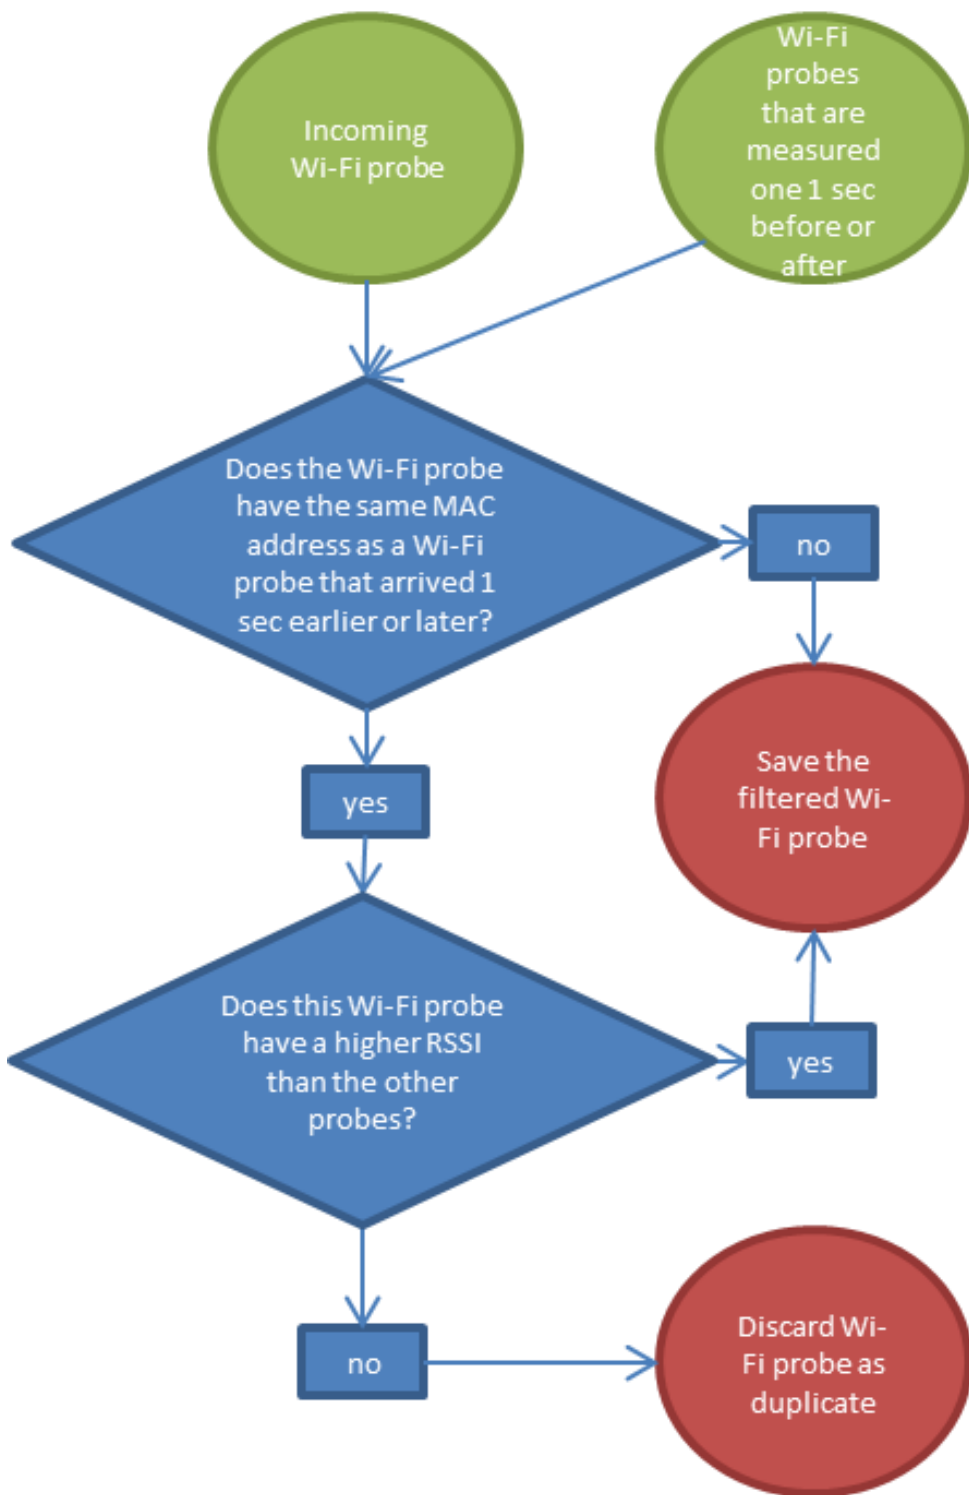 Incoming
Wi-Fi probe
Wi-Fi
probes
that are
measured
one 1 sec
before or
after
Does the Wi-Fi probe
have the same MAC
address as a Wi-Fi
probe that arrived 1
sec earlier or later?
no
yes
Save the
filtered Wi-
Fi probe
Does this Wi-Fi probe
have a higher RSSI
than the other
probes?
yes
no
Discard Wi-
Fi probe as
duplicate